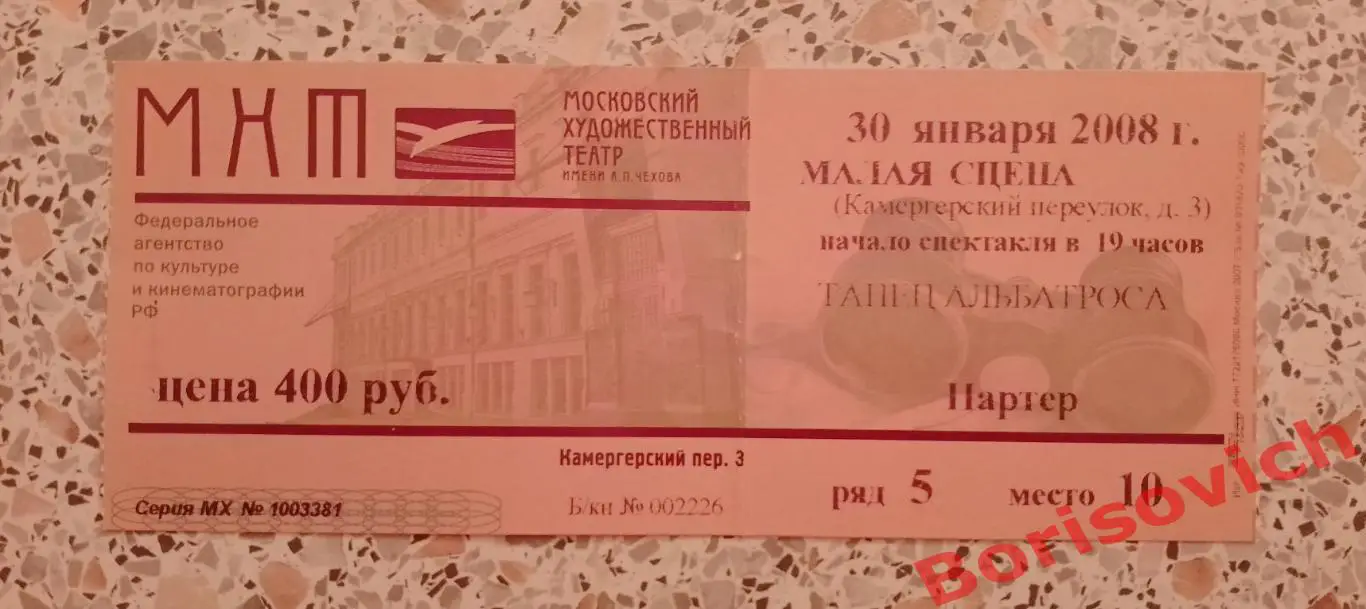 МХТ
МОСКОВСКИЙ
ХУДОЖЕСТВЕННЫЙ
ТЕАТР
ИМЕНИ А.П.ЧЕХОВА
Федеральное
агентство
по культуре
и кинематографии
РФ
цена 400 руб.
Серия МХ № 1003381
Камергерский пер. 3
Б/кн № 002226
30 января 2008 г.
МАЛАЯ СЦЕНА
(Камергерский переулок, д. 3)
начало спектакля в 19 часов
ТАНЕЦ АЛЬБАТРОСА
Партер
ряд 5 место 10
Borisovich